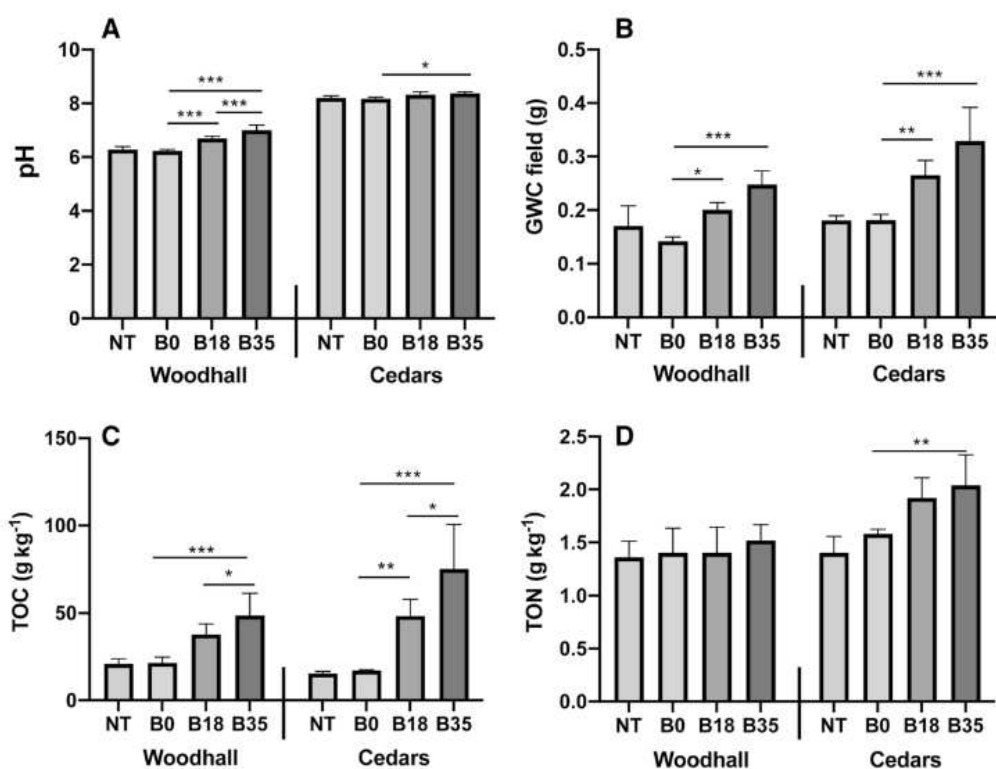 A
pH
10
8
6
4
2
0
***
***
***
*
NT B0 B18 B35 NT B0 B18 B35
Woodhall Cedars
B
GWC field (g)
0.5
0.4
0.3
0.2
0.1
0.0
***
*
***
**
NT B0 B18 B35 NT B0 B18 B35
Woodhall Cedars
C
TOC (g kg⁻¹)
150
100
50
0
***
*
***
*
**
NT B0 B18 B35 NT B0 B18 B35
Woodhall Cedars
D
TON (g kg⁻¹)
2.5
2.0
1.5
1.0
0.5
0.0
**
NT B0 B18 B35 NT B0 B18 B35
Woodhall Cedars